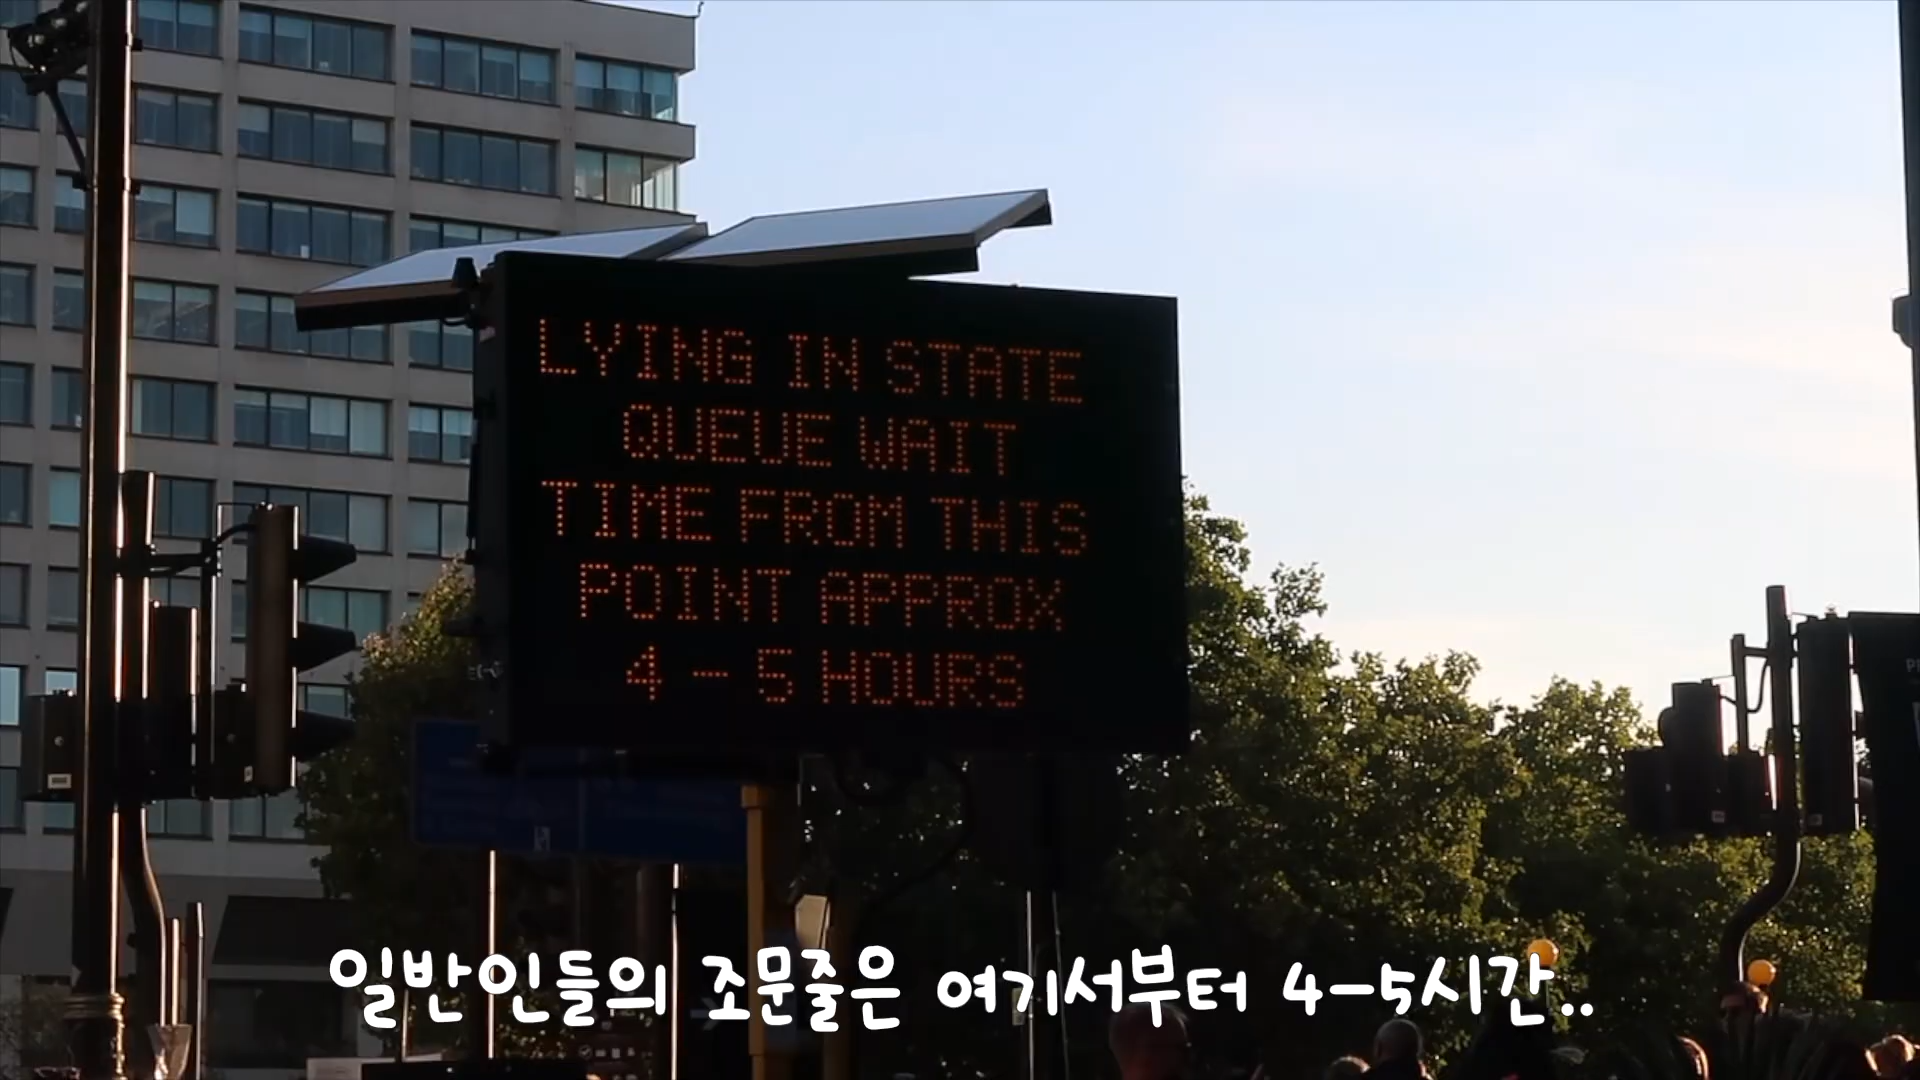 LYING IN STATE
QUEUE WAIT
TIME FROM THIS
POINT APPROX
4 - 5 HOURS
일반인들의 조문줄은 여기서부터 4-5시간..